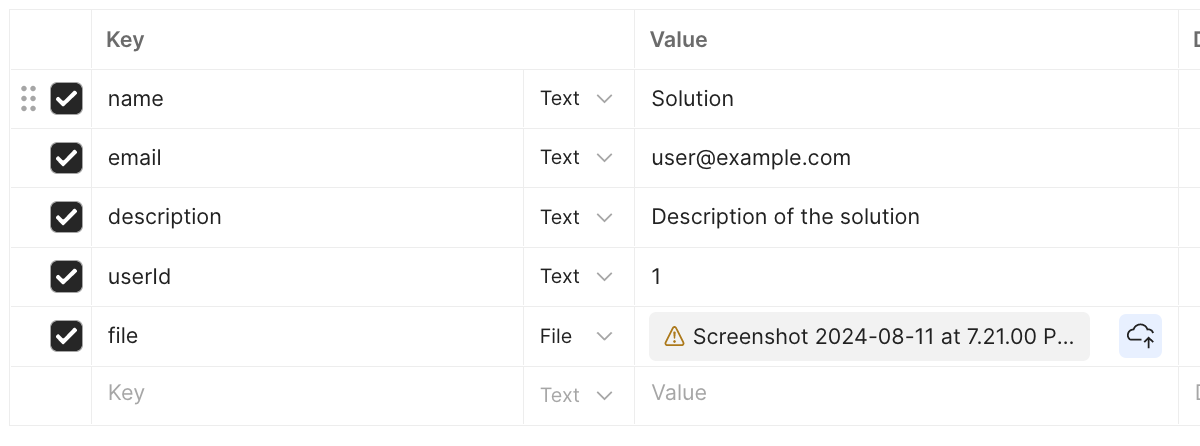 Key Value
name Text Solution
email Text user@example.com
description Text Description of the solution
userId Text 1
file File Screenshot 2024-08-11 at 7.21.00 P...
Key Text Value